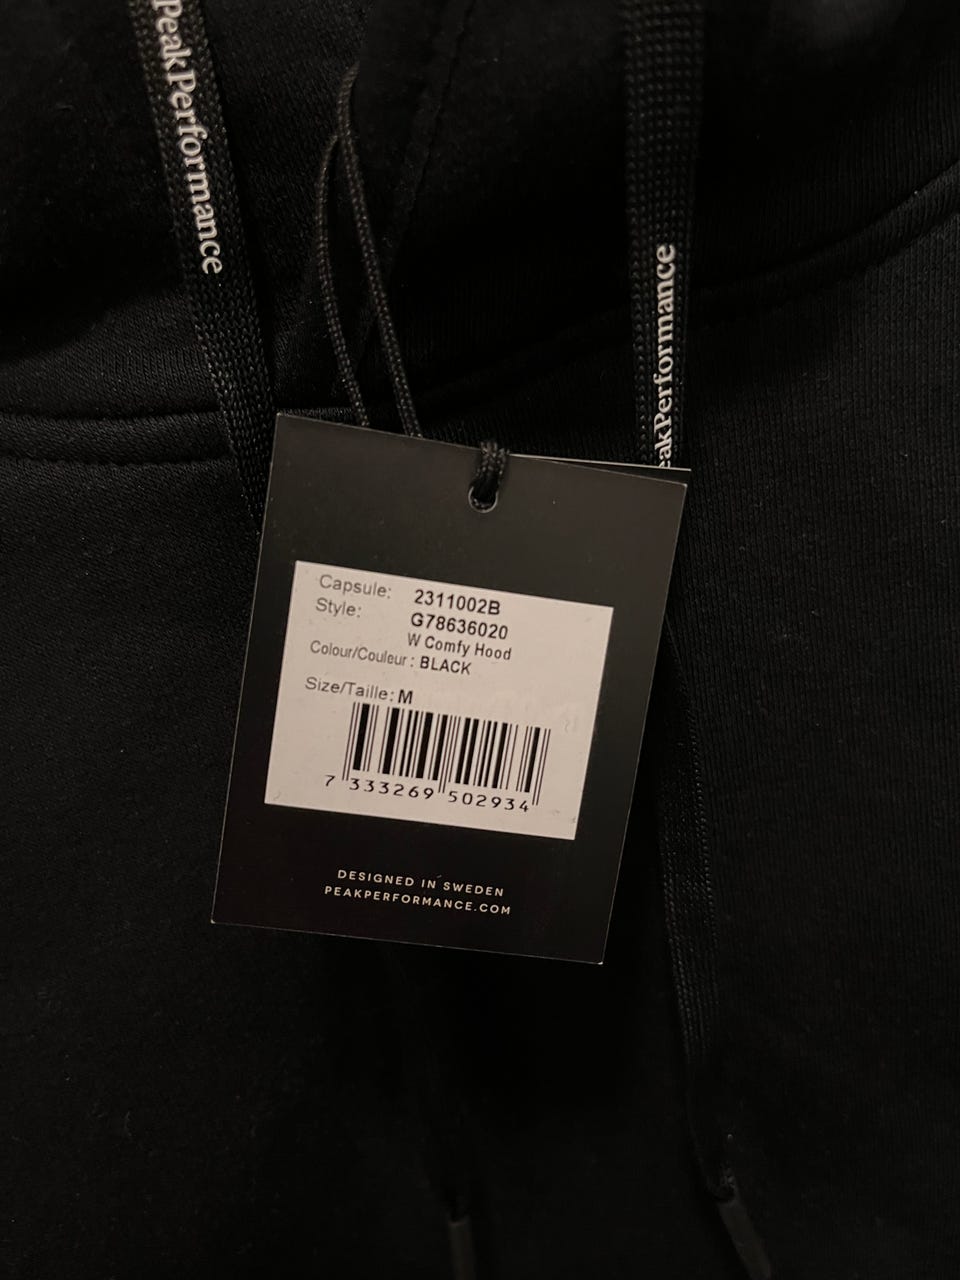 PeakPerformance
eakPerformance
Capsule: 2311002B
Style: G78636020
W Comfy Hood
Colour/Couleur : BLACK
Size/Taille: M
7 333269 502934
DESIGNED IN SWEDEN
PEAKPERFORMANCE.COM